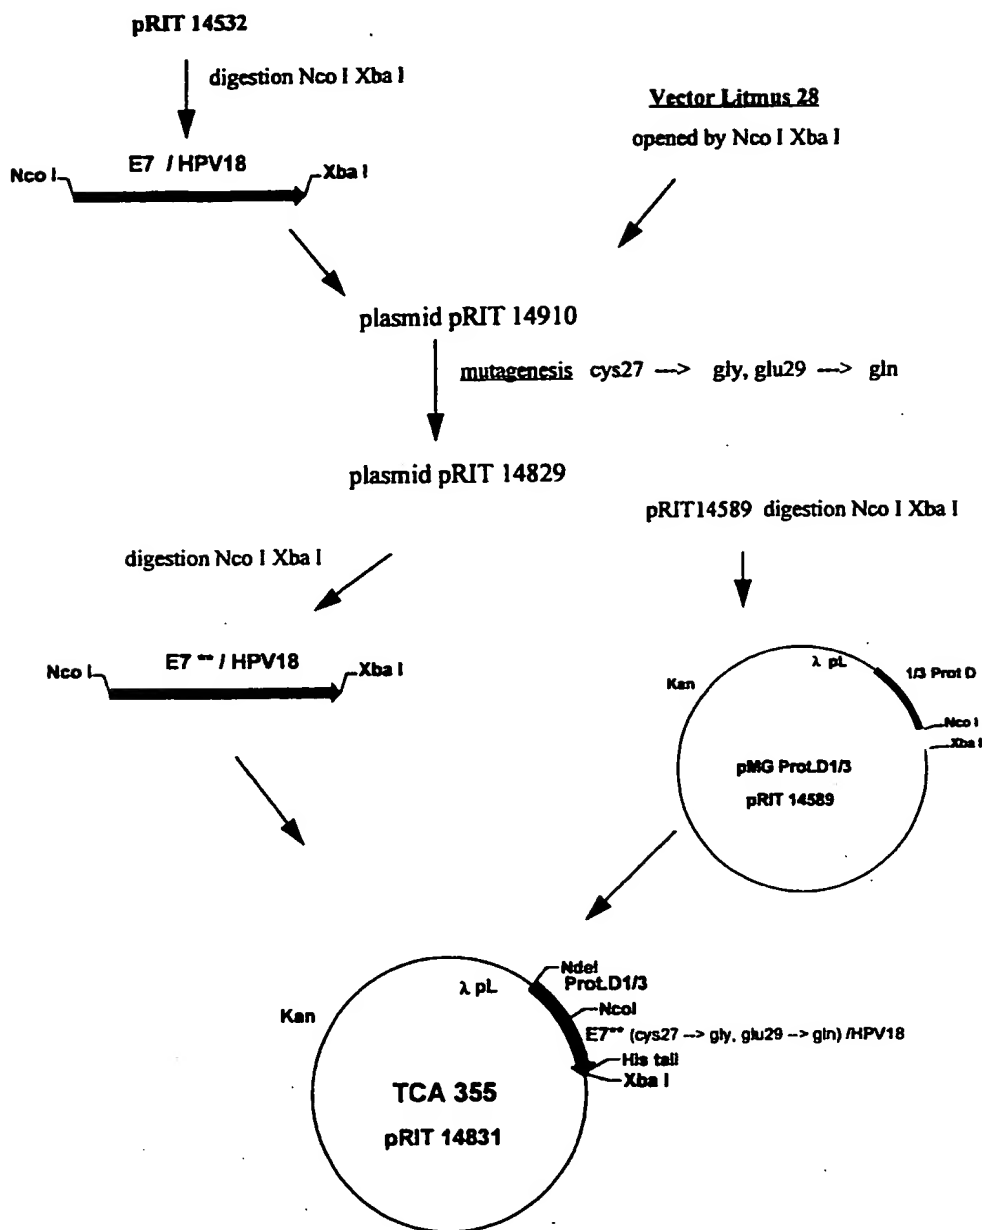 pRIT 14532
digestion Nco I Xba I
Vector Litmus 28
opened by Nco I Xba I
E7 / HPV18
Nco I
Xba I
plasmid pRIT 14910
mutagenesis cys27 ---> gly, glu29 ---> gln
plasmid pRIT 14829
pRIT14589 digestion Nco I Xba I
digestion Nco I Xba I
E7 ** / HPV18
Nco I
Xba I
λ pL
1/3 Prot D
Kan
Nco I
Xba I
pMG Prot.D1/3
pRIT 14589
NdeI
Prot.D1/3
λ pL
NcoI
Kan
E7** (cys27 --> gly, glu29 --> gln) /HPV18
His tail
Xba I
TCA 355
pRIT 14831